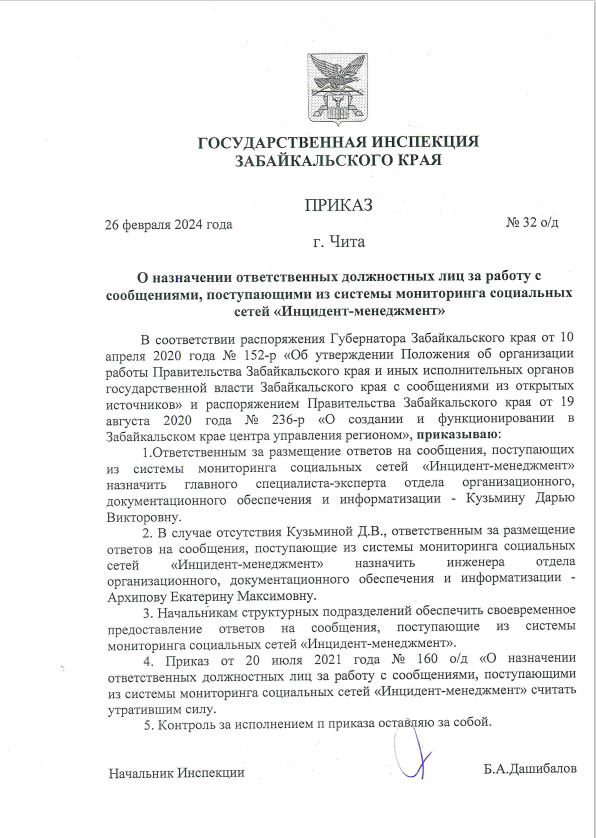 ГОСУДАРСТВЕННАЯ ИНСПЕКЦИЯ
ЗАБАЙКАЛЬСКОГО КРАЯ
ПРИКАЗ
26 февраля 2024 года
№ 32 о/д
г. Чита
О назначении ответственных должностных лиц за работу с
сообщениями, поступающими из системы мониторинга социальных
сетей «Инцидент-менеджмент»
В соответствии распоряжения Губернатора Забайкальского края от 10
апреля 2020 года № 152-р «Об утверждении Положения об организации
работы Правительства Забайкальского края и иных исполнительных органов
государственной власти Забайкальского края с сообщениями из открытых
источников» и распоряжением Правительства Забайкальского края от 19
августа 2020 года № 236-р «О создании и функционировании в
Забайкальском крае центра управления регионом», приказываю:
1.Ответственным за размещение ответов на сообщения, поступающих
из системы мониторинга социальных сетей «Инцидент-менеджмент»
назначить главного специалиста-эксперта отдела организационного,
документационного обеспечения и информатизации - Кузьмину Дарью
Викторовну.
2. В случае отсутствия Кузьминой Д.В., ответственным за размещение
ответов на сообщения, поступающие из системы мониторинга социальных
сетей «Инцидент-менеджмент» назначить инженера отдела
организационного, документационного обеспечения и информатизации -
Архипову Екатерину Максимовну.
3. Начальникам структурных подразделений обеспечить своевременное
предоставление ответов на сообщения, поступающие из системы
мониторинга социальных сетей «Инцидент-менеджмент».
4. Приказ от 20 июля 2021 года № 160 о/д «О назначении
ответственных должностных лиц за работу с сообщениями, поступающими
из системы мониторинга социальных сетей «Инцидент-менеджмент» считать
утратившим силу.
5. Контроль за исполнением п приказа оставляю за собой.
Начальник Инспекции
Б.А.Дашибалов